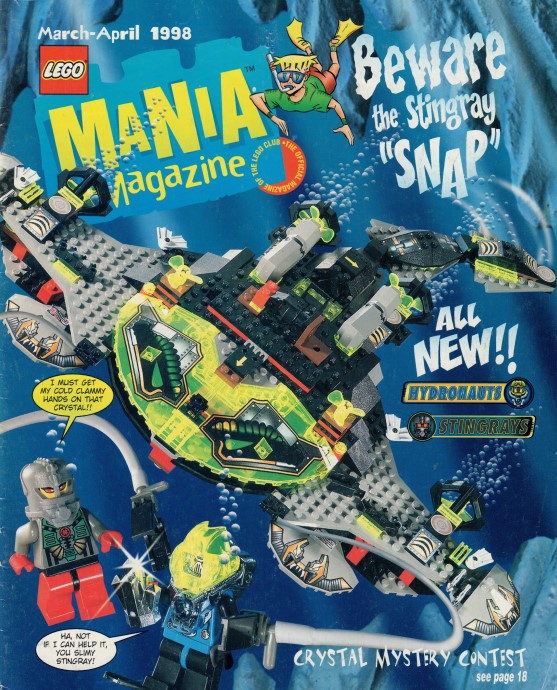 March-April 1998
LEGO
MANIA™
Magazine
THE OFFICIAL MAGAZINE OF THE LEGO CLUB •
Beware
the Stingray
"SNAP"
ALL
NEW!!
HYDRONAUTS
STINGRAYS
I MUST GET
MY COLD CLAMMY
HANDS ON THAT
CRYSTAL!!
HA, NOT
IF I CAN HELP IT,
YOU SLIMY
STINGRAY!
CRYSTAL MYSTERY CONTEST
see page 18